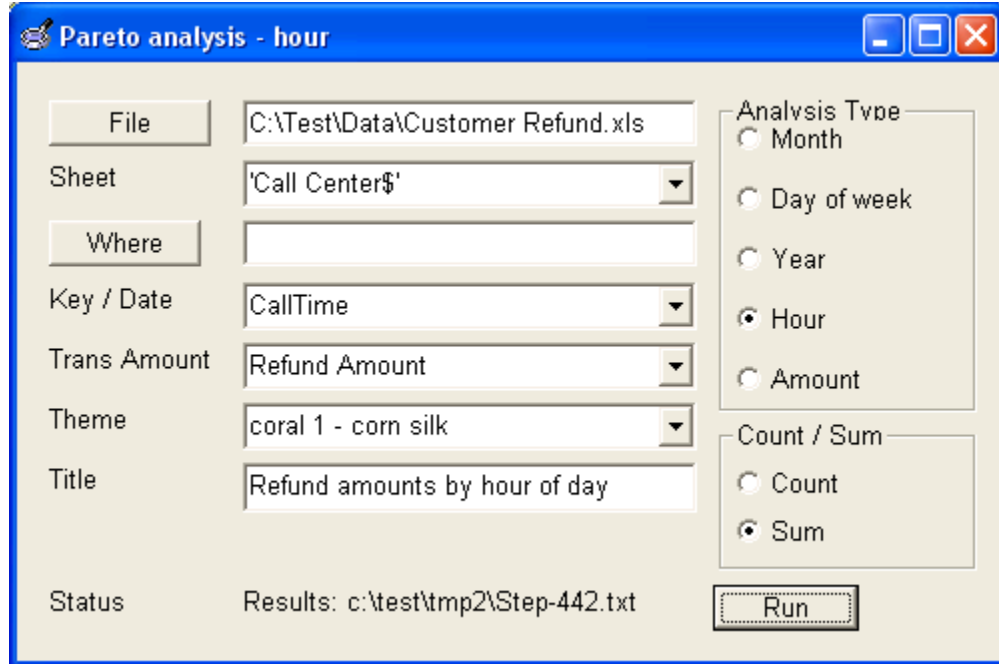 Pareto analysis - hour
File C:\Test\Data\Customer Refund.xls
Sheet 'Call Center$'
Where
Key / Date CallTime
Trans Amount Refund Amount
Theme coral 1 - corn silk
Title Refund amounts by hour of day
Status Results: c:\test\tmp2\Step-442.txt
Analysis Type
Month
Day of week
Year
Hour
Amount
Count / Sum
Count
Sum
Run